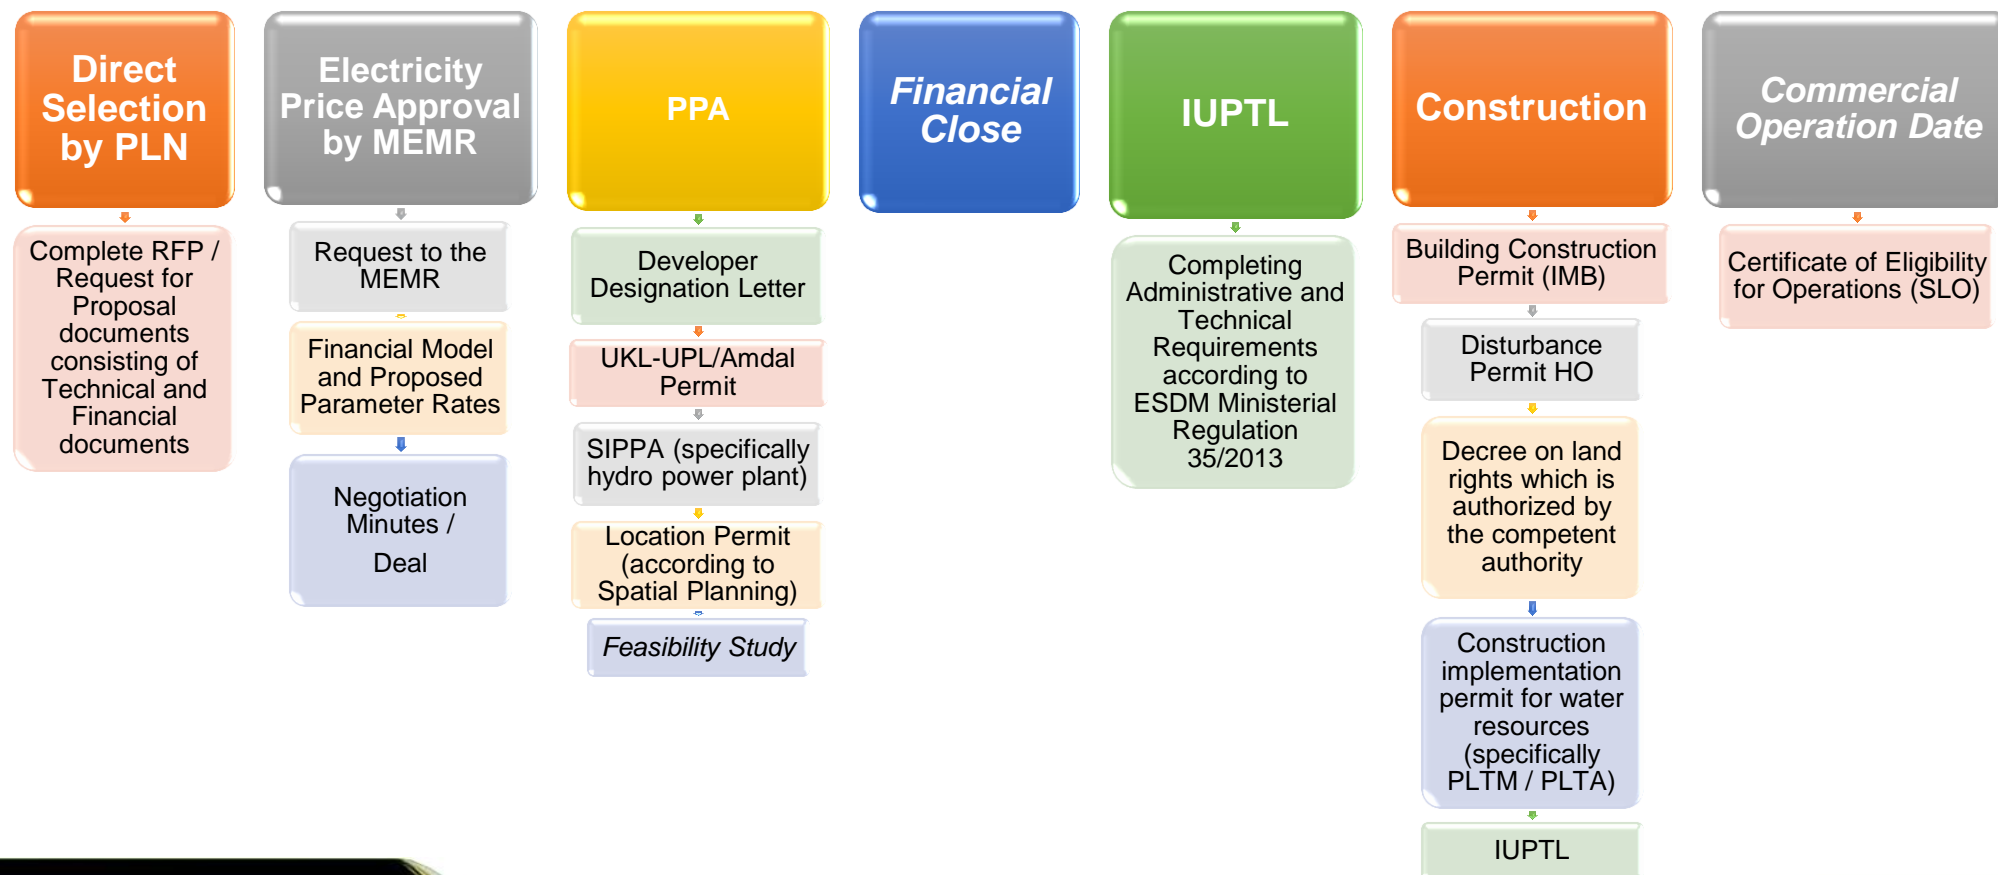 Direct
Selection
by PLN
Complete RFP /
Request for
Proposal
documents
consisting of
Technical and
Financial
documents
Electricity
Price Approval
by MEMR
Request to the
MEMR
Financial Model
and Proposed
Parameter Rates
Negotiation
Minutes /
Deal
PPA
Developer
Designation Letter
UKL-UPL/Amdal
Permit
SIPPA (specifically
hydro power plant)
Location Permit
(according to
Spatial Planning)
Feasibility Study
Financial
Close
IUPTL
Completing
Administrative and
Technical
Requirements
according to
ESDM Ministerial
Regulation
35/2013
Construction
Building Construction
Permit (IMB)
Disturbance
Permit HO
Decree on land
rights which is
authorized by
the competent
authority
Construction
implementation
permit for water
resources
(specifically
PLTM / PLTA)
IUPTL
Commercial
Operation Date
Certificate of Eligibility
for Operations (SLO)